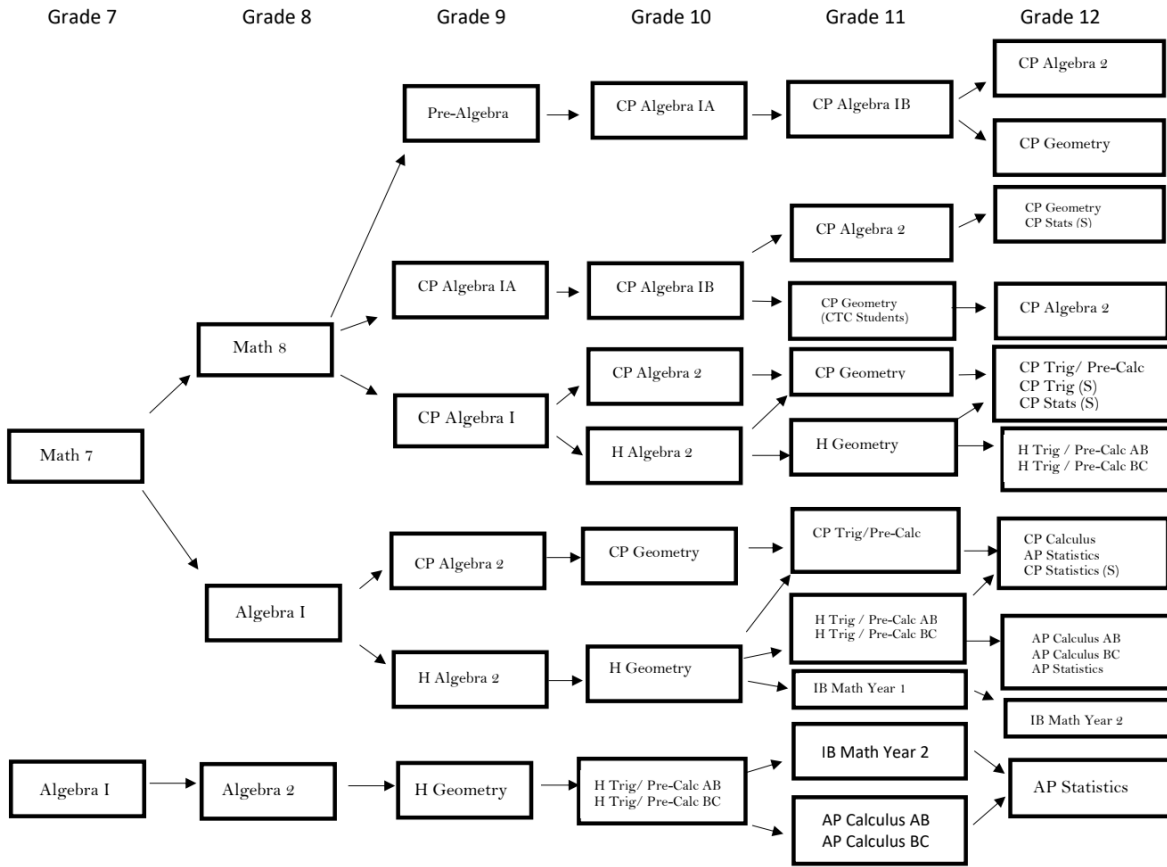 Grade 7
Grade 8
Grade 9
Grade 10
Grade 11
Grade 12
CP Algebra 2
Pre-Algebra
CP Algebra IA
CP Algebra IB
CP Geometry
CP Algebra 2
CP Geometry
CP Stats (S)
CP Algebra IA
CP Algebra IB
CP Geometry
(CTC Students)
CP Algebra 2
Math 8
CP Algebra 2
CP Geometry
CP Trig/ Pre-Calc
CP Trig (S)
CP Stats (S)
CP Algebra I
Math 7
H Algebra 2
H Geometry
H Trig / Pre-Calc AB
H Trig / Pre-Calc BC
CP Algebra 2
CP Geometry
CP Trig/Pre-Calc
CP Calculus
AP Statistics
CP Statistics (S)
Algebra I
H Trig / Pre-Calc AB
H Trig / Pre-Calc BC
AP Calculus AB
AP Calculus BC
AP Statistics
H Algebra 2
H Geometry
IB Math Year 1
IB Math Year 2
IB Math Year 2
Algebra I
Algebra 2
H Geometry
H Trig/ Pre-Calc AB
H Trig/ Pre-Calc BC
AP Statistics
AP Calculus AB
AP Calculus BC